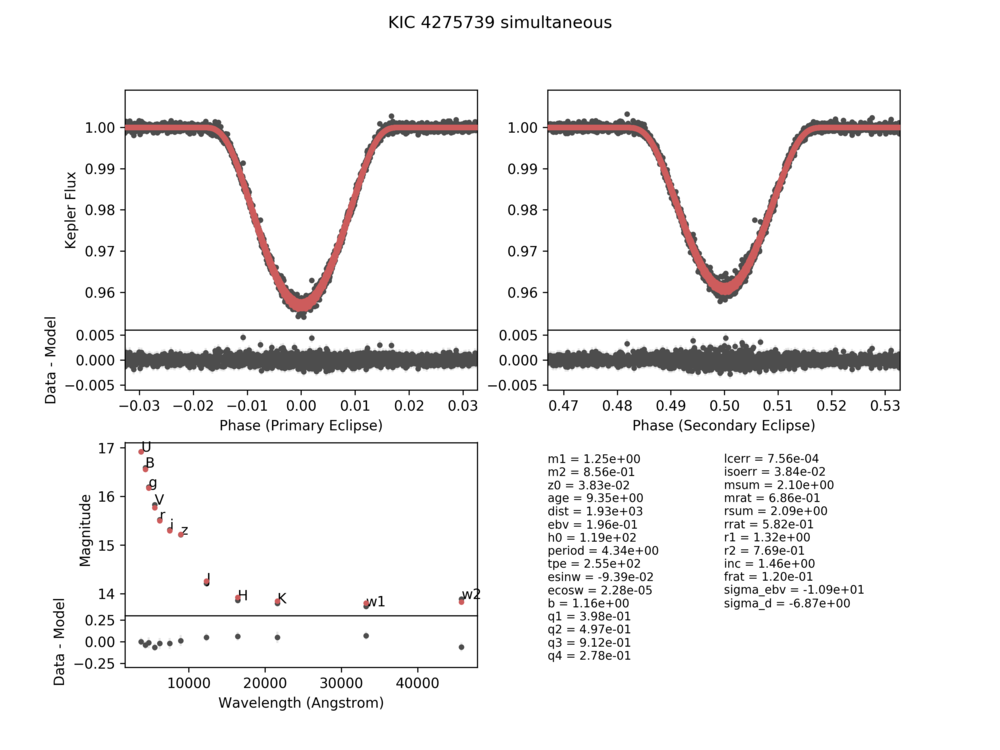 KIC 4275739 simultaneous
1.00
0.99
0.98
0.97
0.96
Kepler Flux
0.005
0.000
−0.005
Data - Model
−0.03 −0.02 −0.01 0.00 0.01 0.02 0.03
Phase (Primary Eclipse)
1.00
0.99
0.98
0.97
0.96
0.005
0.000
−0.005
0.47 0.48 0.49 0.50 0.51 0.52 0.53
Phase (Secondary Eclipse)
17
16
15
14
Magnitude
U
B
g
V
r
i
z
J
H
K
w1
w2
0.25
0.00
−0.25
Data - Model
10000 20000 30000 40000
Wavelength (Angstrom)
m1 = 1.25e+00
m2 = 8.56e-01
z0 = 3.83e-02
age = 9.35e+00
dist = 1.93e+03
ebv = 1.96e-01
h0 = 1.19e+02
period = 4.34e+00
tpe = 2.55e+02
esinw = -9.39e-02
ecosw = 2.28e-05
b = 1.16e+00
q1 = 3.98e-01
q2 = 4.97e-01
q3 = 9.12e-01
q4 = 2.78e-01
lcerr = 7.56e-04
isoerr = 3.84e-02
msum = 2.10e+00
mrat = 6.86e-01
rsum = 2.09e+00
rrat = 5.82e-01
r1 = 1.32e+00
r2 = 7.69e-01
inc = 1.46e+00
frat = 1.20e-01
sigma_ebv = -1.09e+01
sigma_d = -6.87e+00